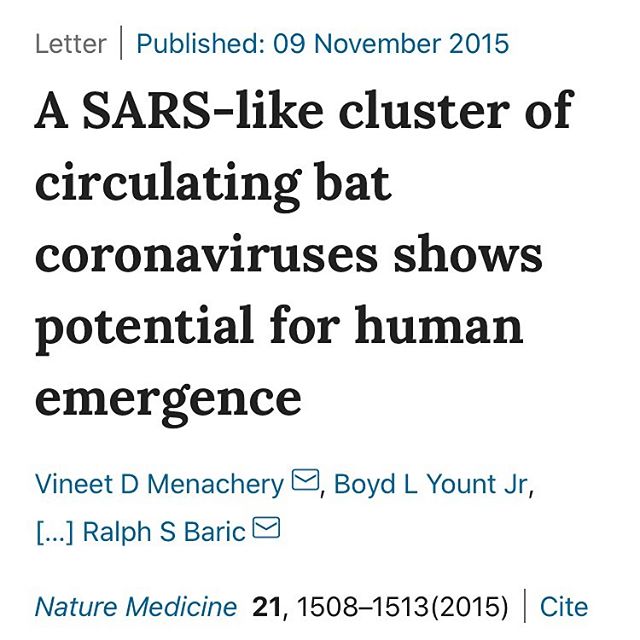 Letter | Published: 09 November 2015
A SARS-like cluster of
circulating bat
coronaviruses shows
potential for human
emergence
Vineet D Menachery, Boyd L Yount Jr,
[...] Ralph S Baric
Nature Medicine 21, 1508–1513(2015) | Cite